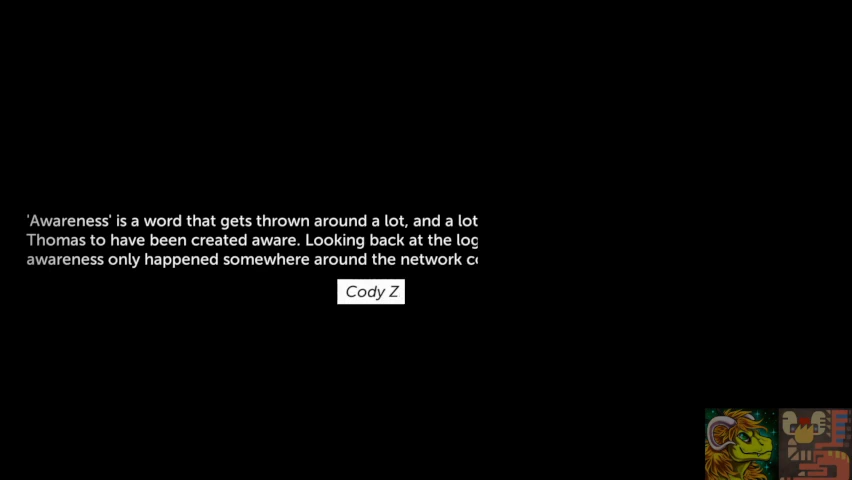 'Awareness' is a word that gets thrown around a lot, and a lot
Thomas to have been created aware. Looking back at the log
awareness only happened somewhere around the network
Cody Z